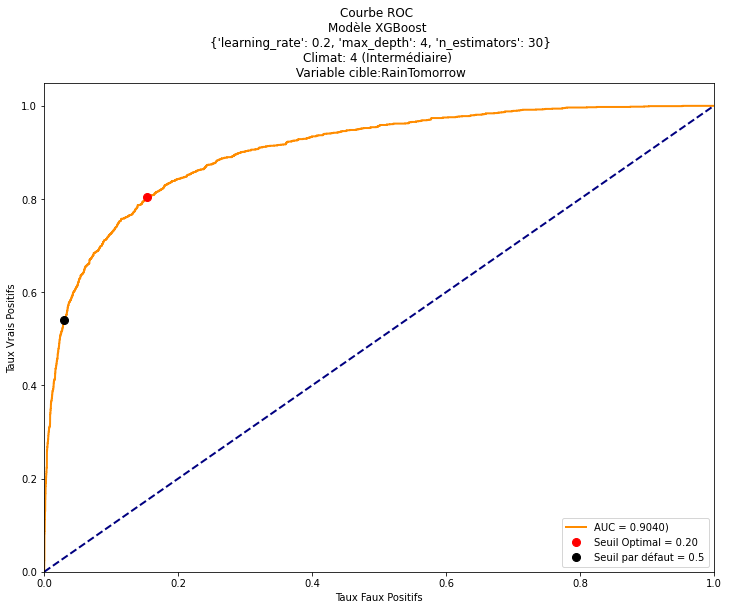 Courbe ROC
Modèle XGBoost
{'learning_rate': 0.2, 'max_depth': 4, 'n_estimators': 30}
Climat: 4 (Intermédiaire)
Variable cible:RainTomorrow
1.0
0.8
0.6
0.4
0.2
0.0
Taux Vrais Positifs
0.0 0.2 0.4 0.6 0.8 1.0
Taux Faux Positifs
AUC = 0.9040)
Seuil Optimal = 0.20
Seuil par défaut = 0.5